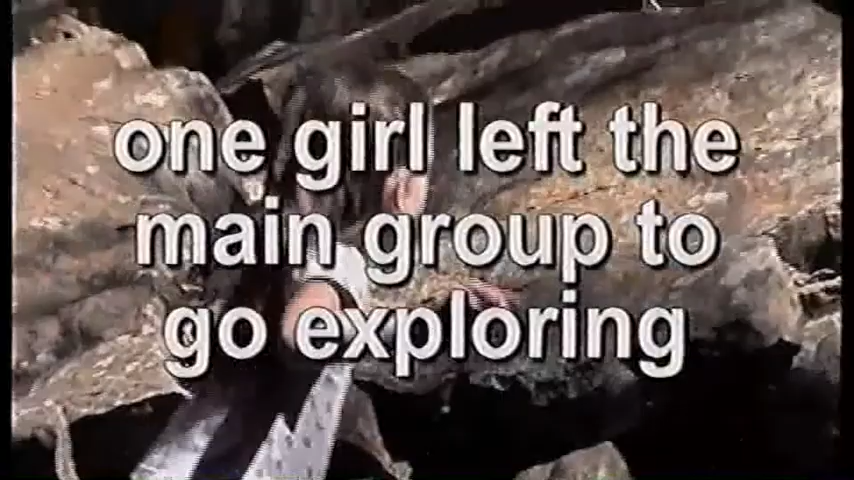 one girl left the
main group to
go exploring